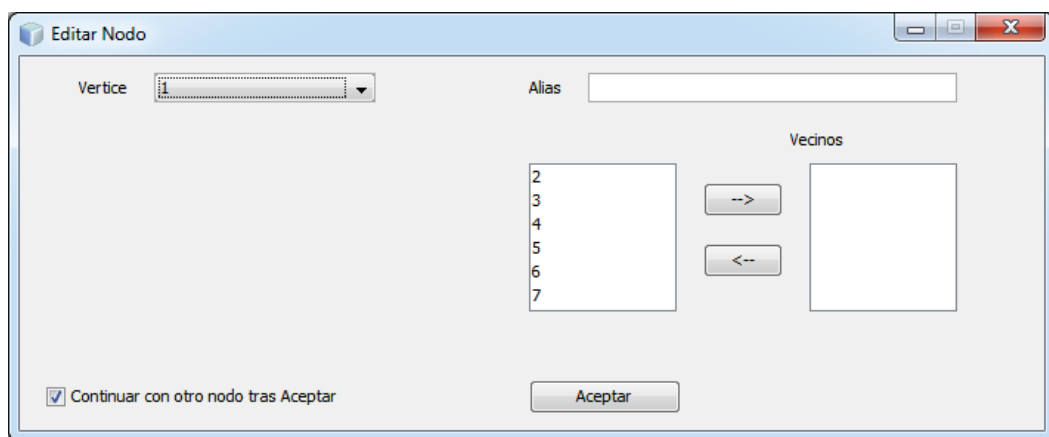 Editar Nodo
Vertice 1 Alias
Vecinos
2
3
4
5
6
7
-->
<--
Continuar con otro nodo tras Aceptar
Aceptar